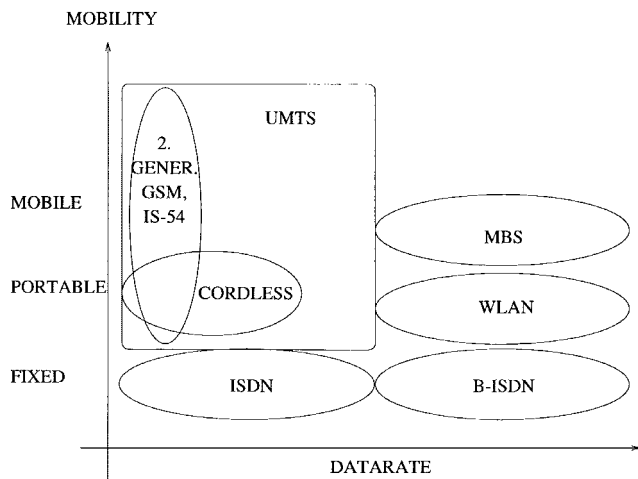 MOBILITY
UMTS
2.
GENER.
GSM,
IS-54
MOBILE
MBS
PORTABLE
CORDLESS
WLAN
FIXED
ISDN
B-ISDN
DATARATE